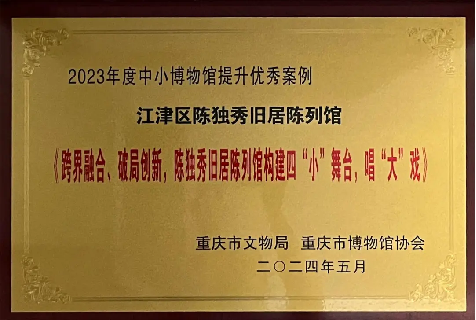 2023年度中小博物馆提升优秀案例
江津区陈独秀旧居陈列馆
《跨界融合、破局创新，陈独秀旧居陈列馆构建四“小”舞台，唱“大”戏》
重庆市文物局 重庆市博物馆协会
二〇二四年五月